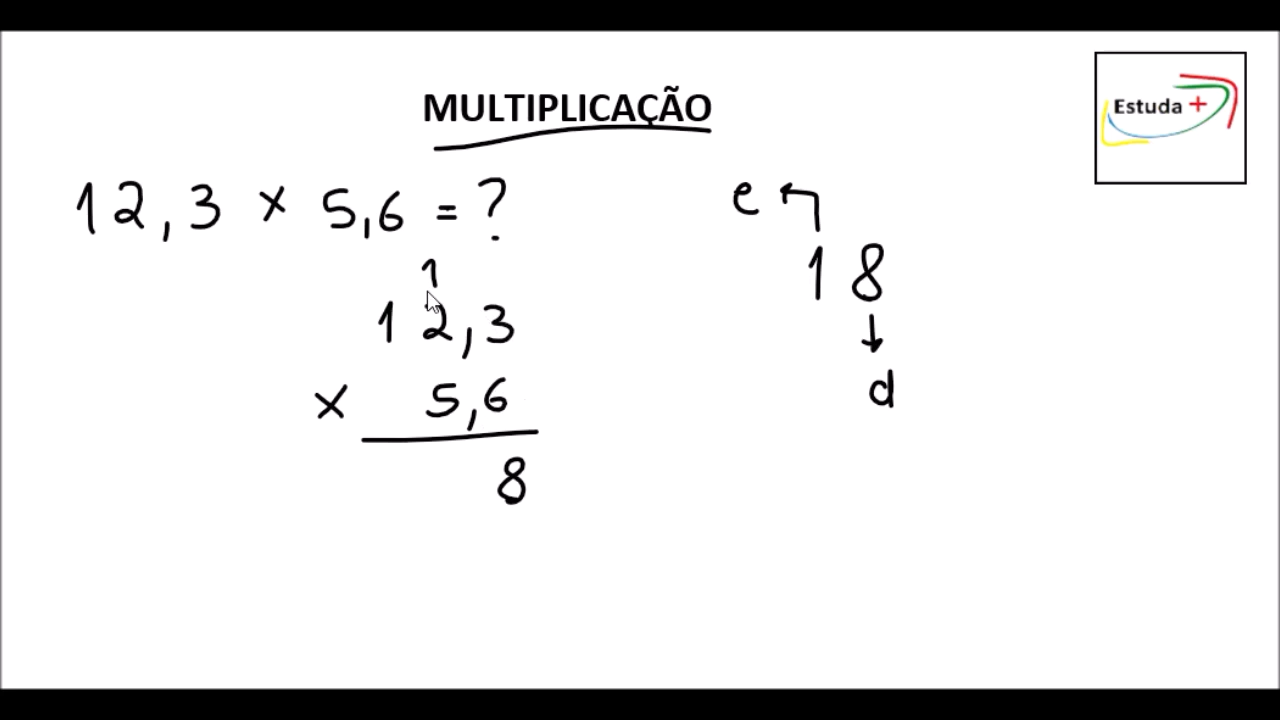 MULTIPLICAÇÃO
Estuda +
12,3 × 5,6 = ?
1
12,3
× 5,6
8
e
18
d